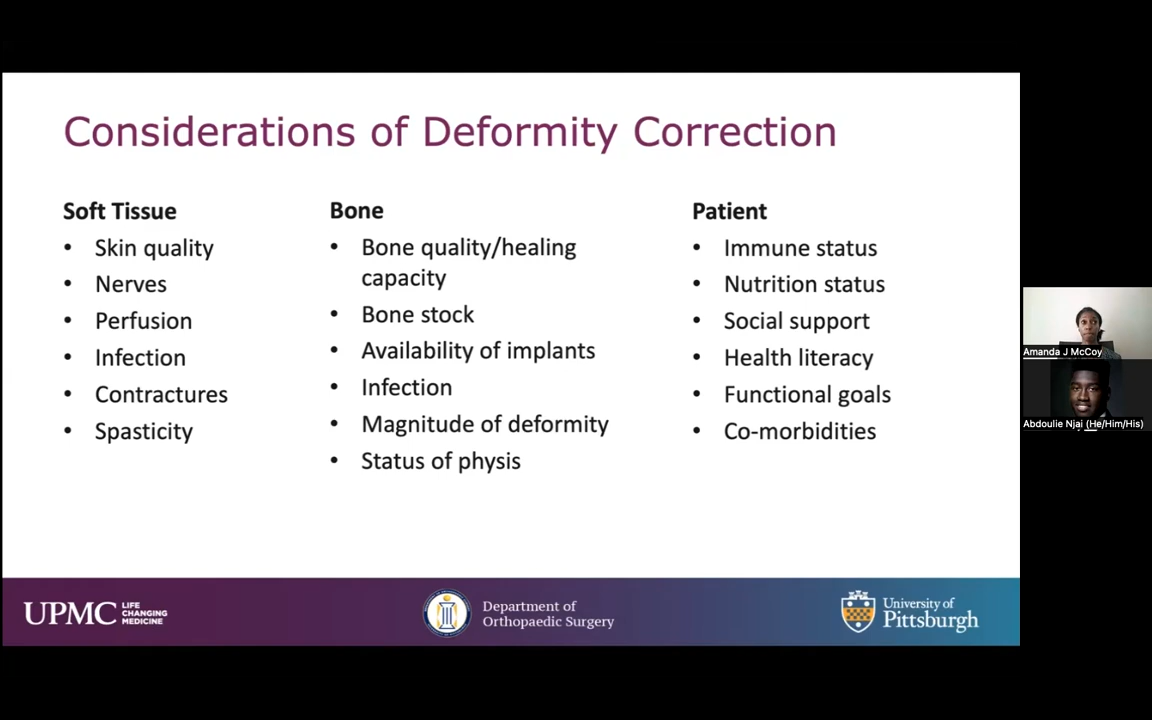 Considerations of Deformity Correction
Soft Tissue
• Skin quality
• Nerves
• Perfusion
• Infection
• Contractures
• Spasticity
Bone
• Bone quality/healing
capacity
• Bone stock
• Availability of implants
• Infection
• Magnitude of deformity
• Status of physis
Patient
• Immune status
• Nutrition status
• Social support
• Health literacy
• Functional goals
• Co-morbidities
Amanda J McCoy
Abdoulie Njai (He/Him/His)
UPMC
LIFE
CHANGING
MEDICINE
Department of
Orthopaedic Surgery
University of
Pittsburgh